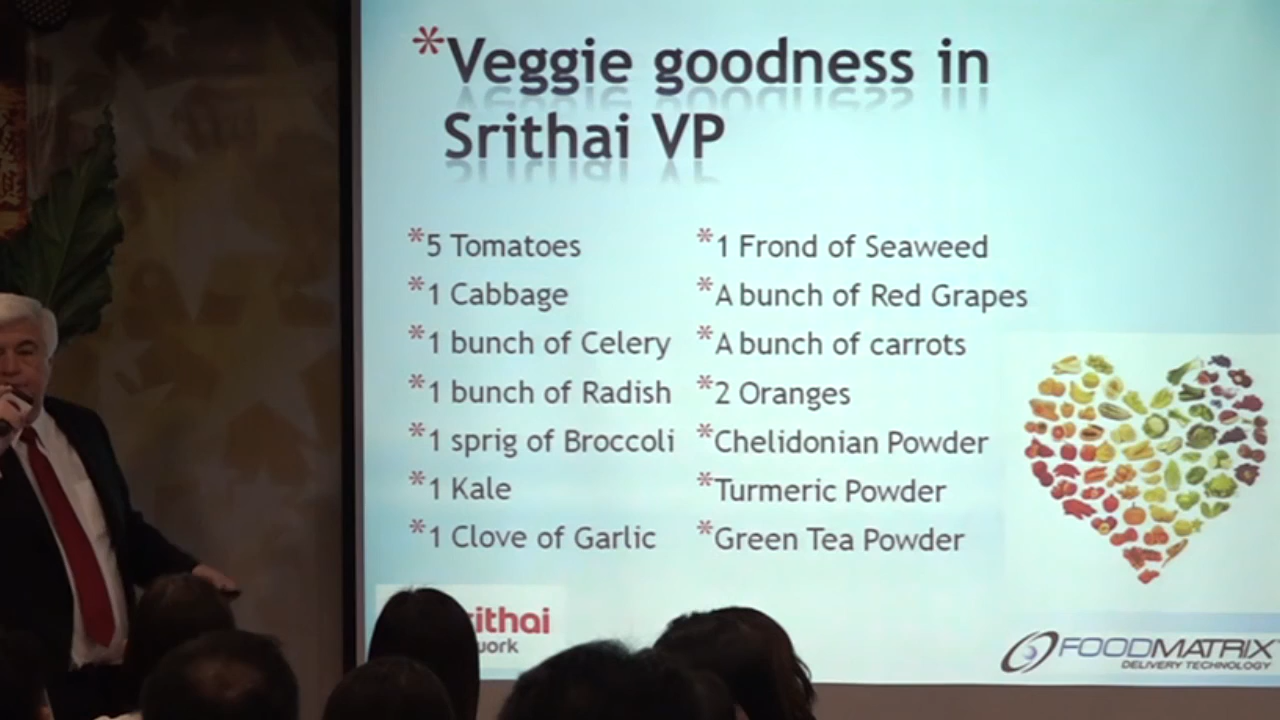 *Veggie goodness in
Srithai VP
*5 Tomatoes
*1 Cabbage
*1 bunch of Celery
*1 bunch of Radish
*1 sprig of Broccoli
*1 Kale
*1 Clove of Garlic
*1 Frond of Seaweed
*A bunch of Red Grapes
*A bunch of carrots
*2 Oranges
*Chelidonian Powder
*Turmeric Powder
*Green Tea Powder
rithai
work
FOODMATRIX
DELIVERY TECHNOLOGY